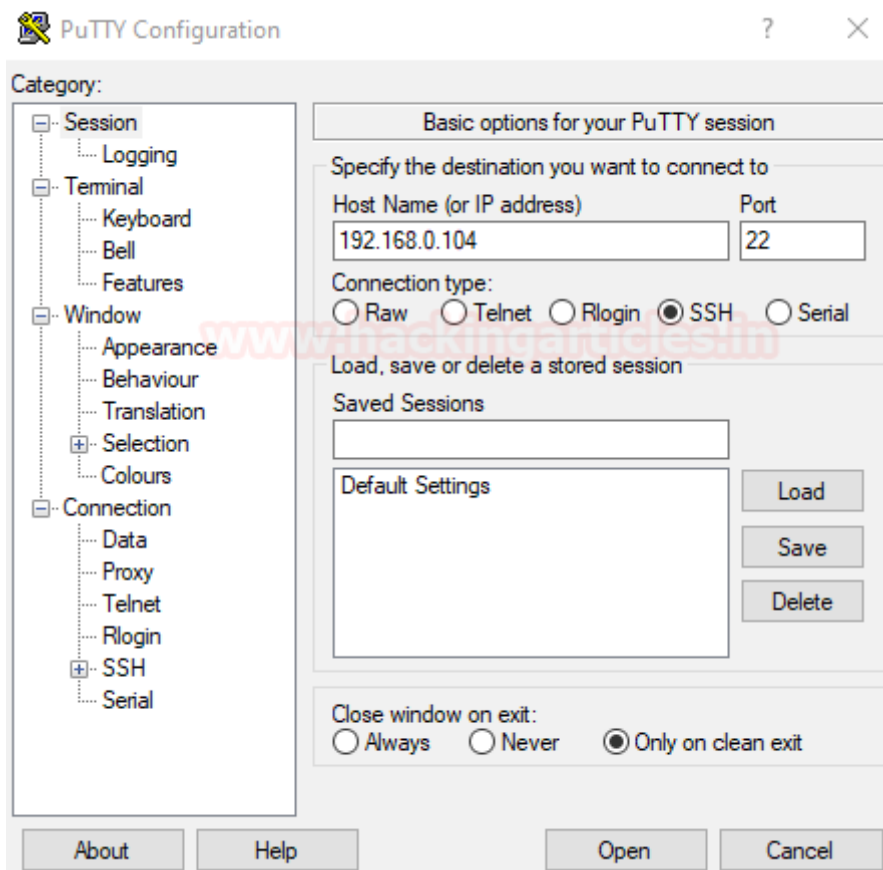 PuTTY Configuration
?
Category:
Session
Logging
Terminal
Keyboard
Bell
Features
Window
Appearance
Behaviour
Translation
Selection
Colours
Connection
Data
Proxy
Telnet
Rlogin
SSH
Serial
Basic options for your PuTTY session
Specify the destination you want to connect to
Host Name (or IP address) Port
192.168.0.104 22
Connection type:
Raw Telnet Rlogin SSH Serial
www.hackingarticles.in
Load, save or delete a stored session
Saved Sessions
Default Settings
Load
Save
Delete
Close window on exit:
Always Never Only on clean exit
About Help Open Cancel